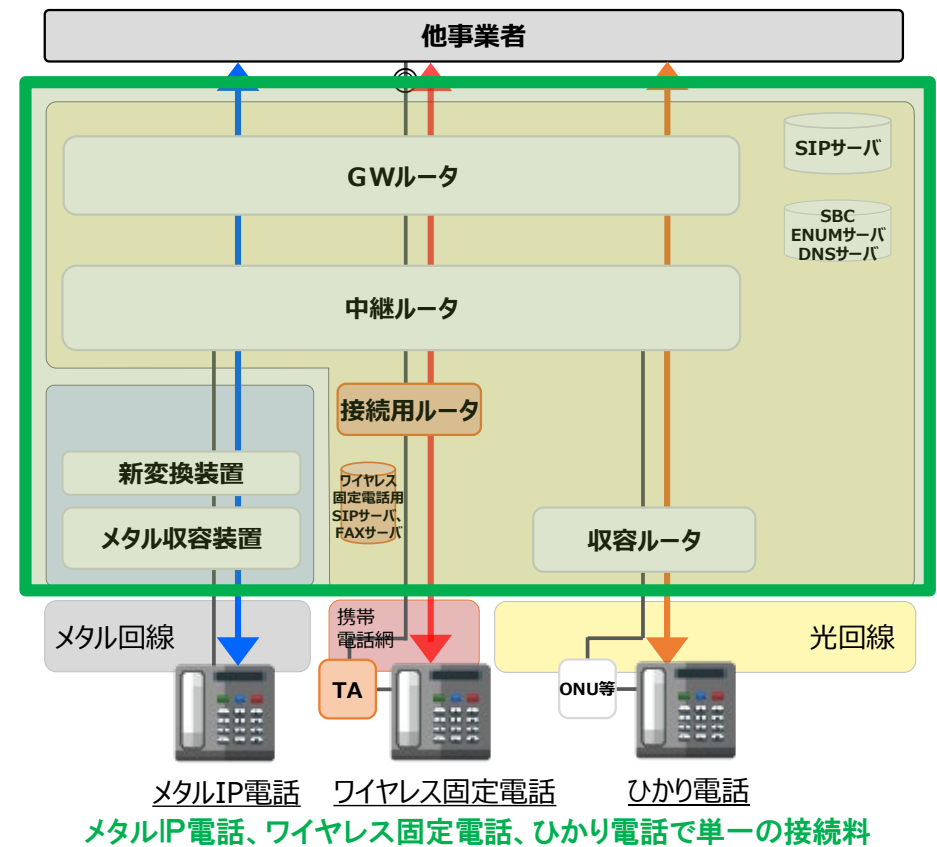 他事業者
SIPサーバ
GWルータ
SBC
ENUMサーバ
DNSサーバ
中継ルータ
接続用ルータ
新変換装置
ワイヤレス
固定電話用
SIPサーバ、
FAXサーバ
メタル収容装置
収容ルータ
メタル回線
携帯
電話網
光回線
TA
ONU等
メタルIP電話
ワイヤレス固定電話
ひかり電話
メタルIP電話、ワイヤレス固定電話、ひかり電話で単一の接続料